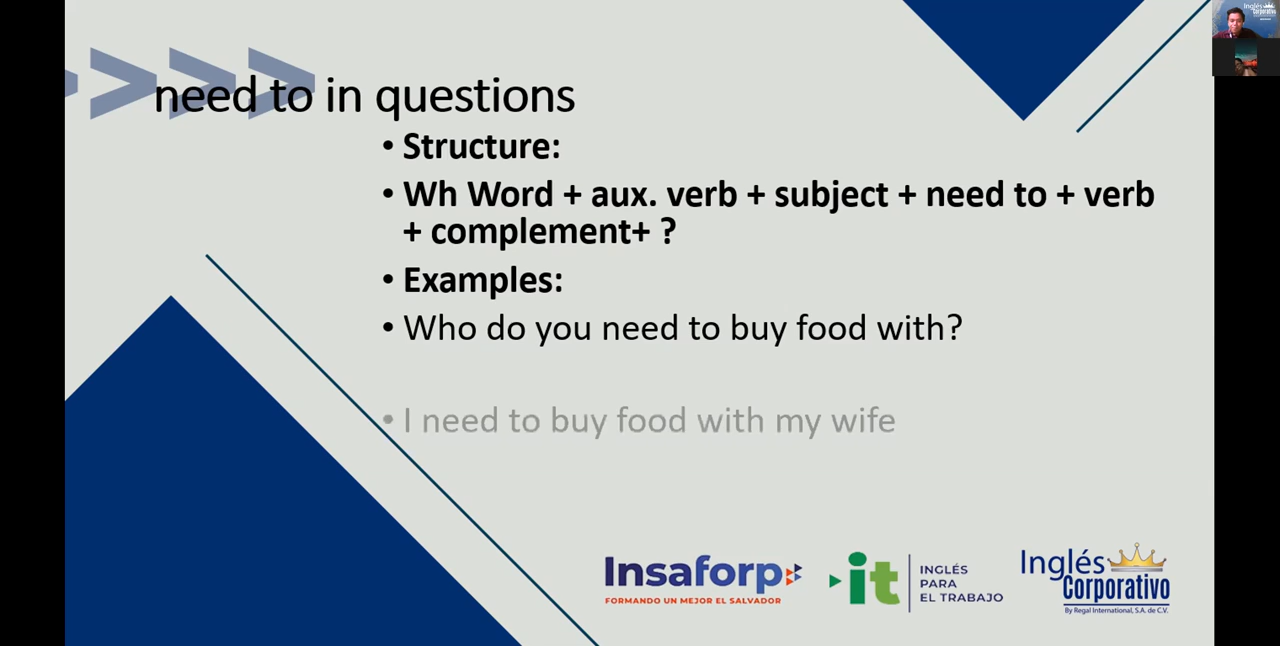 need to in questions
• Structure:
• Wh Word + aux. verb + subject + need to + verb
+ complement+ ?
• Examples:
• Who do you need to buy food with?
• I need to buy food with my wife
Insaforp
FORMANDO UN MEJOR EL SALVADOR
it
INGLÉS
PARA
EL TRABAJO
Inglés
Corporativo
By Regal International, S.A. de C.V.
Inglés
Corporativo